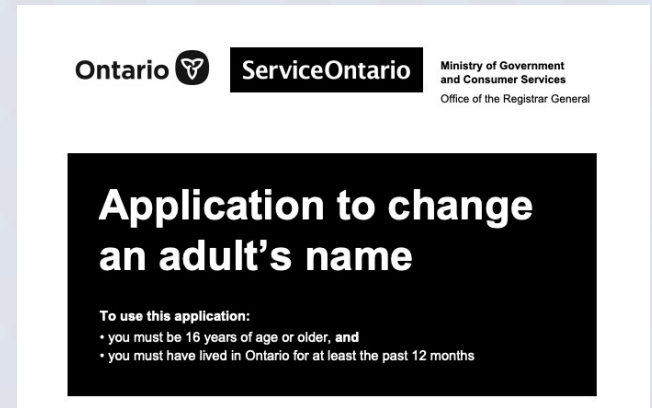 Ontario
ServiceOntario
Ministry of Government
and Consumer Services
Office of the Registrar General
Application to change
an adult’s name
To use this application:
• you must be 16 years of age or older, and
• you must have lived in Ontario for at least the past 12 months